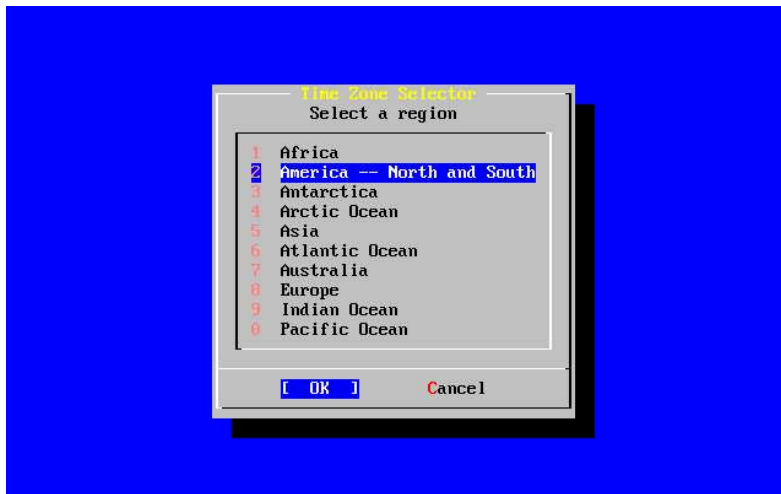 Time Zone Selector
Select a region
1 Africa
2 America -- North and South
3 Antarctica
4 Arctic Ocean
5 Asia
6 Atlantic Ocean
7 Australia
8 Europe
9 Indian Ocean
0 Pacific Ocean
[ OK ] Cancel